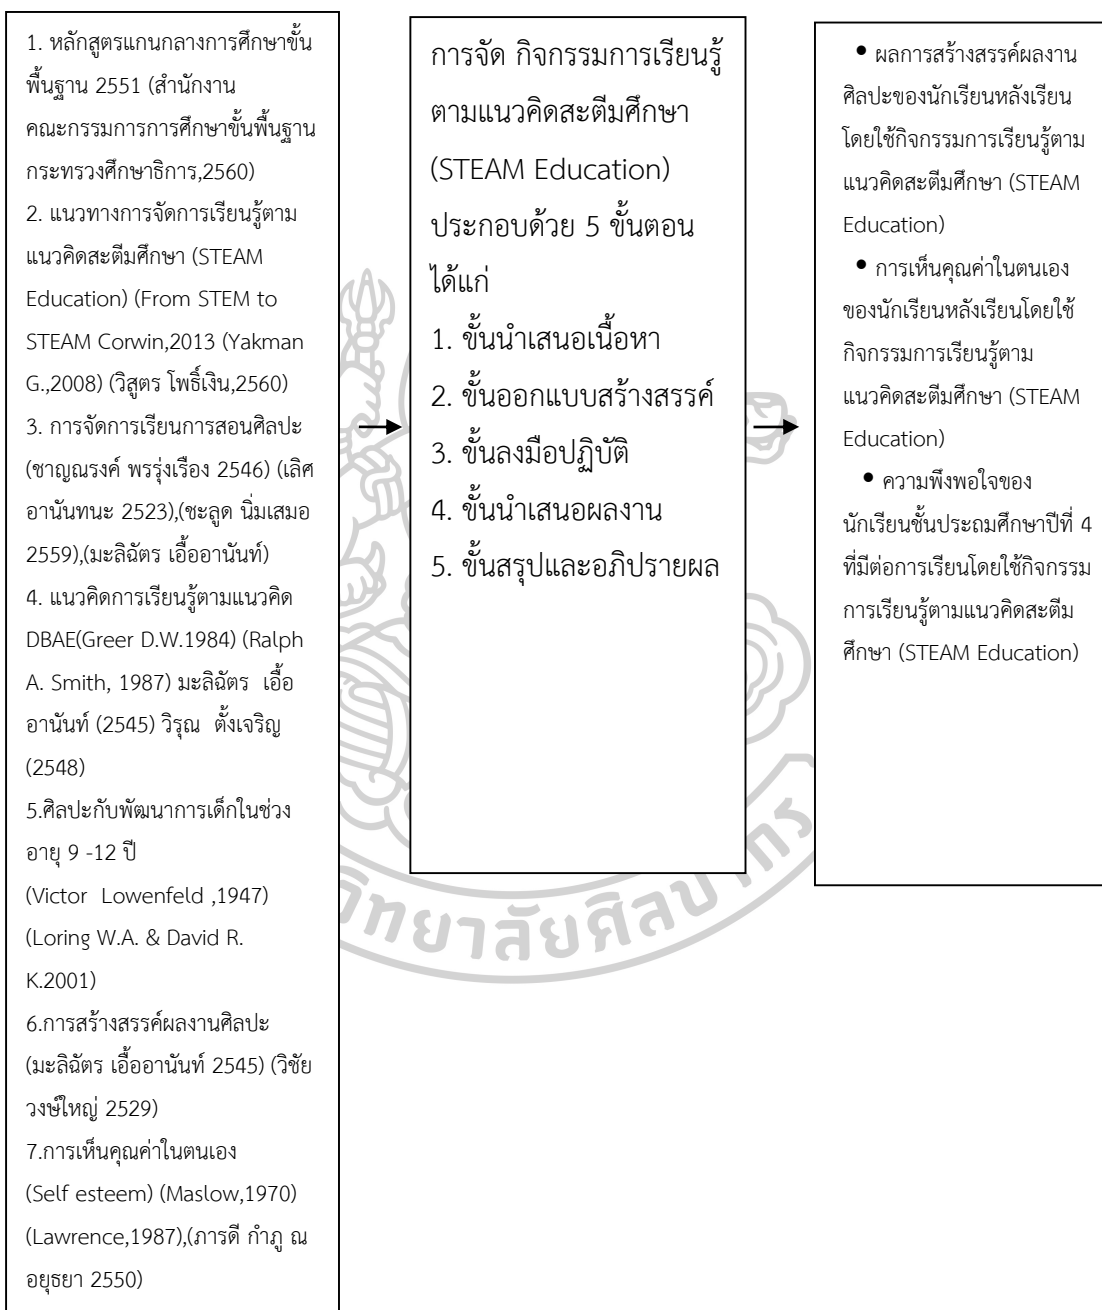 1. หลักสูตรแกนกลางการศึกษาขั้น
พื้นฐาน 2551 (สำนักงาน
คณะกรรมการการศึกษาขั้นพื้นฐาน
กระทรวงศึกษาธิการ,2560)
2. แนวทางการจัดการเรียนรู้ตาม
แนวคิดสะตีมศึกษา (STEAM
Education) (From STEM to
STEAM Corwin,2013 (Yakman
G.,2008) (วิสูตร โพธิ์เงิน,2560)
3. การจัดการเรียนการสอนศิลปะ
(ชาญณรงค์ พรรุ่งเรือง 2546) (เลิศ
อานันทนะ 2523),(ชะลูด นิ่มเสมอ
2559),(มะลิฉัตร เอื้ออานันท์)
4. แนวคิดการเรียนรู้ตามแนวคิด
DBAE(Greer D.W.1984) (Ralph
A. Smith, 1987) มะลิฉัตร เอื้อ
อานันท์ (2545) วิรุณ ตั้งเจริญ
(2548)
5.ศิลปะกับพัฒนาการเด็กในช่วง
อายุ 9 -12 ปี
(Victor Lowenfeld ,1947)
(Loring W.A. & David R.
K.2001)
6.การสร้างสรรค์ผลงานศิลปะ
(มะลิฉัตร เอื้ออานันท์ 2545) (วิชัย
วงษ์ใหญ่ 2529)
7.การเห็นคุณค่าในตนเอง
(Self esteem) (Maslow,1970)
(Lawrence,1987),(ภารดี กำภู ณ
อยุธยา 2550)
การจัด กิจกรรมการเรียนรู้
ตามแนวคิดสะตีมศึกษา
(STEAM Education)
ประกอบด้วย 5 ขั้นตอน
ได้แก่
1. ขั้นนำเสนอเนื้อหา
2. ขั้นออกแบบสร้างสรรค์
3. ขั้นลงมือปฏิบัติ
4. ขั้นนำเสนอผลงาน
5. ขั้นสรุปและอภิปรายผล
• ผลการสร้างสรรค์ผลงาน
ศิลปะของนักเรียนหลังเรียน
โดยใช้กิจกรรมการเรียนรู้ตาม
แนวคิดสะตีมศึกษา (STEAM
Education)
• การเห็นคุณค่าในตนเอง
ของนักเรียนหลังเรียนโดยใช้
กิจกรรมการเรียนรู้ตาม
แนวคิดสะตีมศึกษา (STEAM
Education)
• ความพึงพอใจของ
นักเรียนชั้นประถมศึกษาปีที่ 4
ที่มีต่อการเรียนโดยใช้กิจกรรม
การเรียนรู้ตามแนวคิดสะตีม
ศึกษา (STEAM Education)
วิทยาลัยศิลปากร